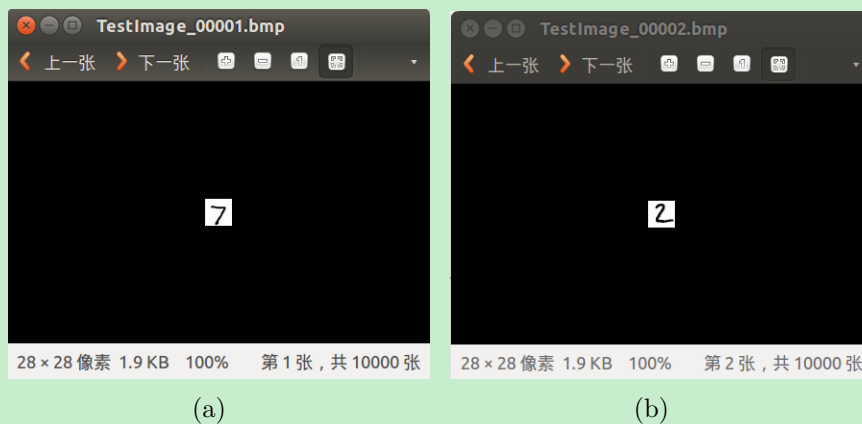 TestImage_00001.bmp
上一张 下一张
7
28 × 28 像素 1.9 KB 100% 第 1 张，共 10000 张
(a)
TestImage_00002.bmp
上一张 下一张
2
28 × 28 像素 1.9 KB 100% 第 2 张，共 10000 张
(b)